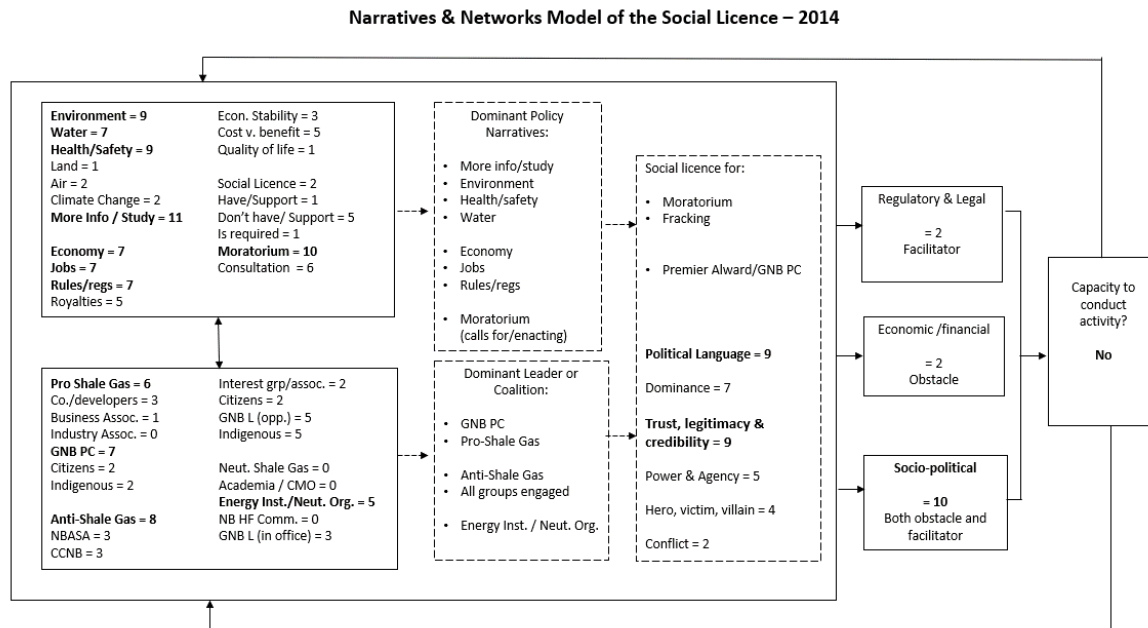 Narratives & Networks Model of the Social Licence – 2014
Environment = 9
Water = 7
Health/Safety = 9
Land = 1
Air = 2
Climate Change = 2
More Info / Study = 11
Economy = 7
Jobs = 7
Rules/regs = 7
Royalties = 5
Econ. Stability = 3
Cost v. benefit = 5
Quality of life = 1
Social Licence = 2
Have/Support = 1
Don't have/ Support = 5
Is required = 1
Moratorium = 10
Consultation = 6
Pro Shale Gas = 6
Co./developers = 3
Business Assoc. = 1
Industry Assoc. = 0
GNB PC = 7
Citizens = 2
Indigenous = 2
Anti-Shale Gas = 8
NBASA = 3
CCNB = 3
Interest grp/assoc. = 2
Citizens = 2
GNB L (opp.) = 5
Indigenous = 5
Neut. Shale Gas = 0
Academia / CMO = 0
Energy Inst./Neut. Org. = 5
NB HF Comm. = 0
GNB L (in office) = 3
Dominant Policy
Narratives:
• More info/study
• Environment
• Health/safety
• Water
• Economy
• Jobs
• Rules/regs
• Moratorium
(calls for/enacting)
Dominant Leader or
Coalition:
• GNB PC
• Pro-Shale Gas
• Anti-Shale Gas
• All groups engaged
• Energy Inst. / Neut. Org.
Social licence for:
• Moratorium
• Fracking
• Premier Alward/GNB PC
Political Language = 9
Dominance = 7
Trust, legitimacy &
credibility = 9
Power & Agency = 5
Hero, victim, villain = 4
Conflict = 2
Regulatory & Legal
= 2
Facilitator
Economic /financial
= 2
Obstacle
Socio-political
= 10
Both obstacle and
facilitator
Capacity to
conduct
activity?
No